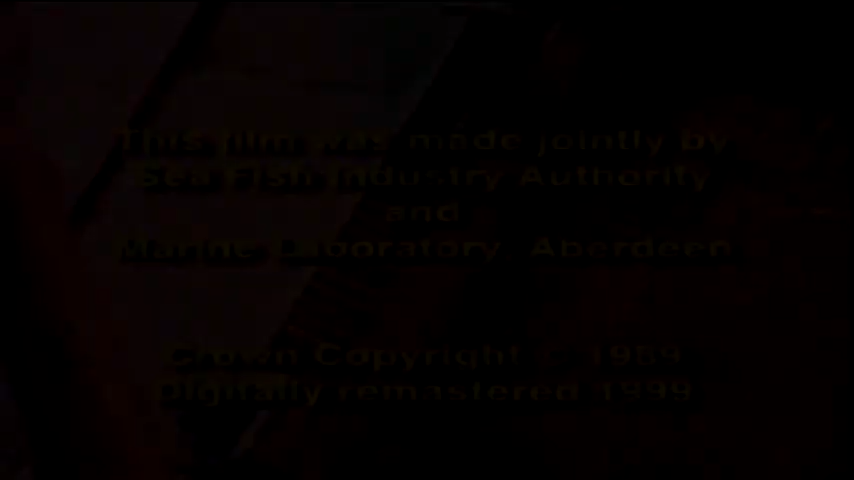 This film was made jointly by
Sea Fish Industry Authority
and
Marine Laboratory, Aberdeen
Crown Copyright 1989
Digitally remastered 1999